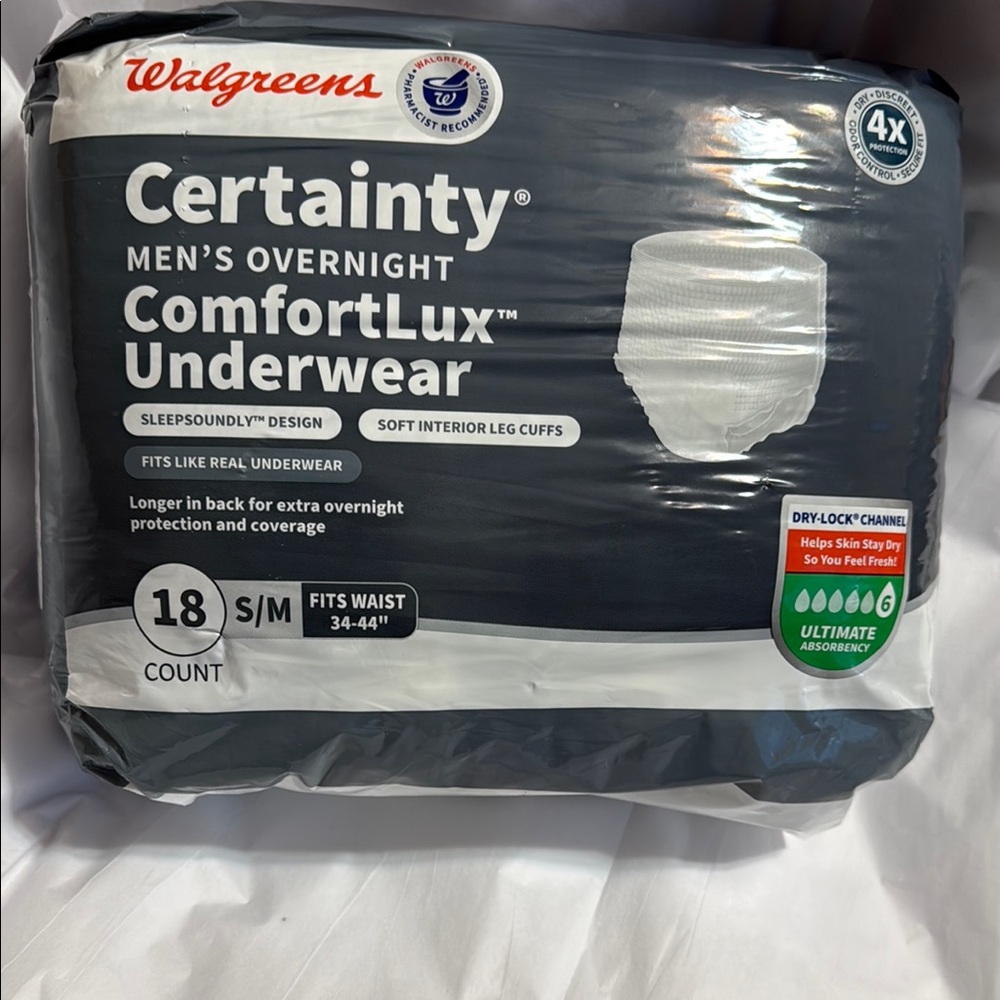 Walgreens
WALGREENS
PHARMACIST RECOMMENDED
W
DRY • DISCREET • ODOR CONTROL • SECURE FIT
4x
PROTECTION
Certainty®
MEN'S OVERNIGHT
ComfortLux™
Underwear
SLEEPSOUNDLY™ DESIGN
SOFT INTERIOR LEG CUFFS
FITS LIKE REAL UNDERWEAR
Longer in back for extra overnight
protection and coverage
DRY-LOCK® CHANNEL
Helps Skin Stay Dry
So You Feel Fresh!
6
ULTIMATE
ABSORBENCY
18
COUNT
S/M
FITS WAIST
34-44"